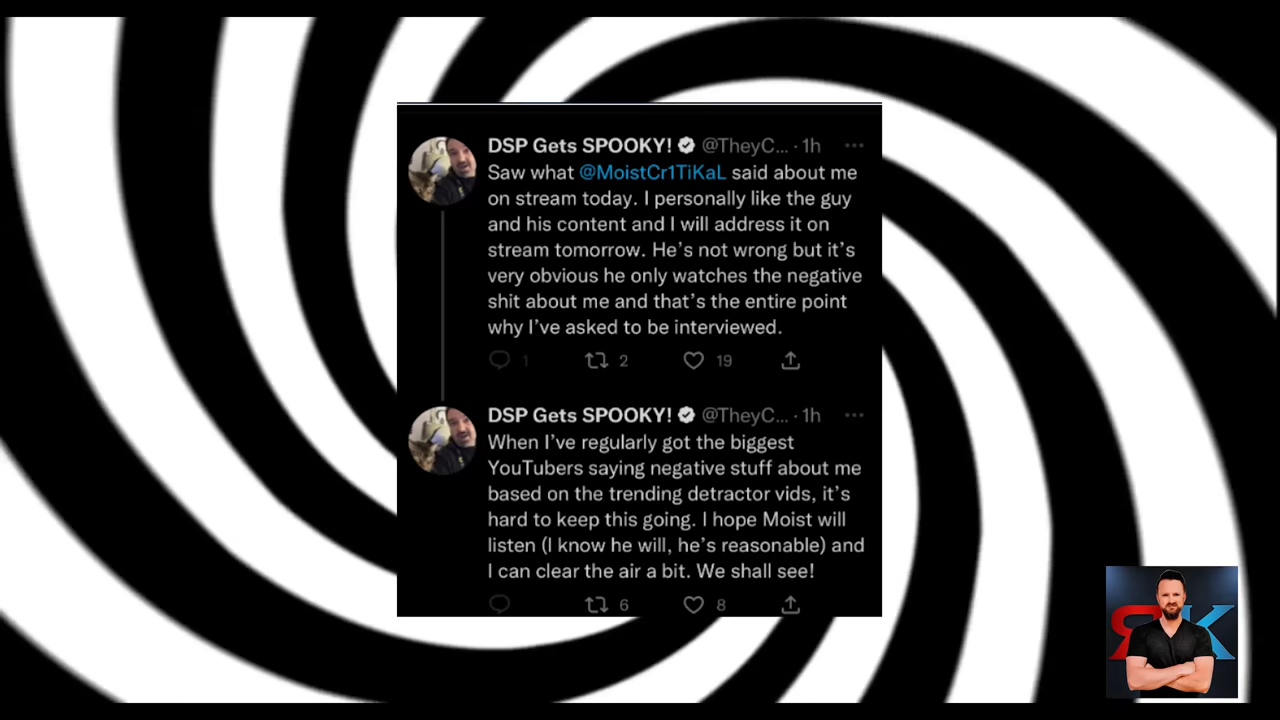 DSP Gets SPOOKY! @TheyC... · 1h
Saw what @MoistCr1TiKaL said about me
on stream today. I personally like the guy
and his content and I will address it on
stream tomorrow. He's not wrong but it's
very obvious he only watches the negative
shit about me and that's the entire point
why I've asked to be interviewed.
1 2 19
DSP Gets SPOOKY! @TheyC... · 1h
When I've regularly got the biggest
YouTubers saying negative stuff about me
based on the trending detractor vids, it's
hard to keep this going. I hope Moist will
listen (I know he will, he's reasonable) and
I can clear the air a bit. We shall see!
6 8
RK